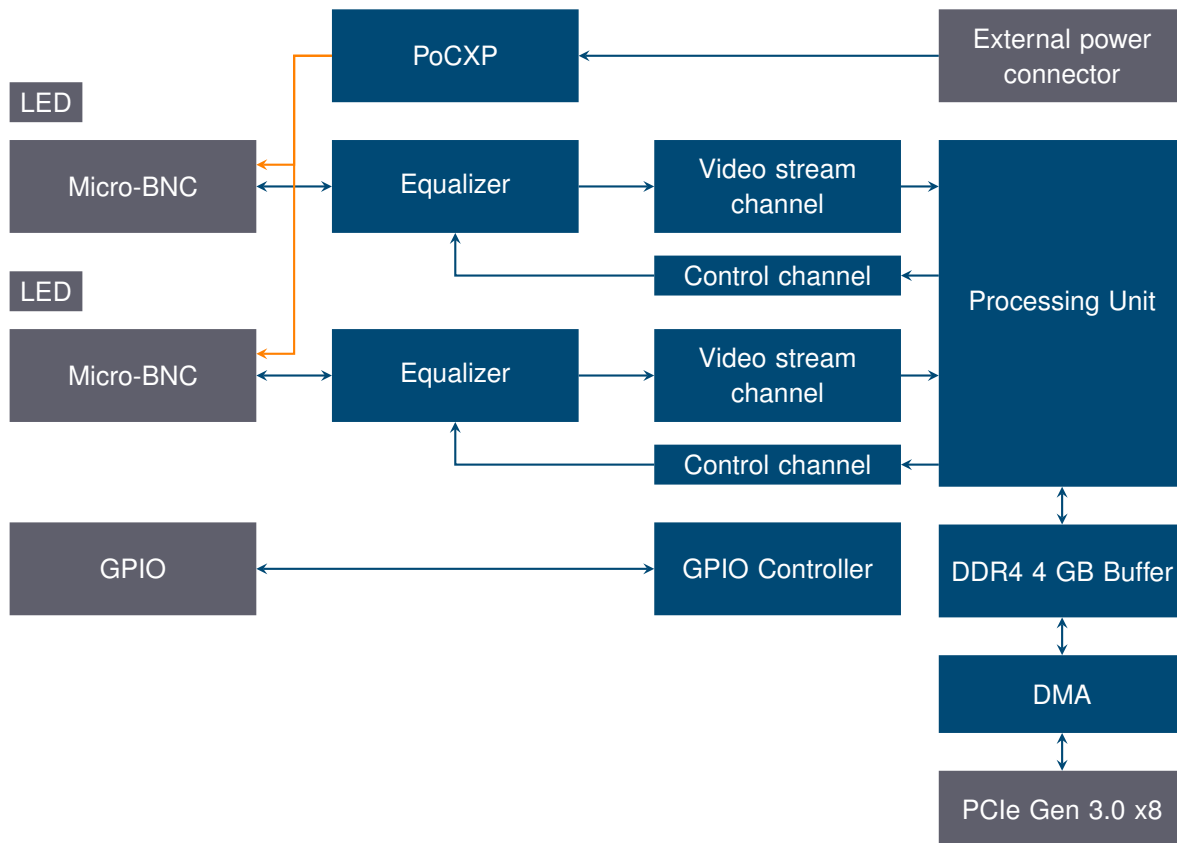 PoCXP
External power
connector
LED
Micro-BNC
Equalizer
Video stream
channel
Control channel
Processing Unit
LED
Micro-BNC
Equalizer
Video stream
channel
Control channel
GPIO
GPIO Controller
DDR4 4 GB Buffer
DMA
PCIe Gen 3.0 x8